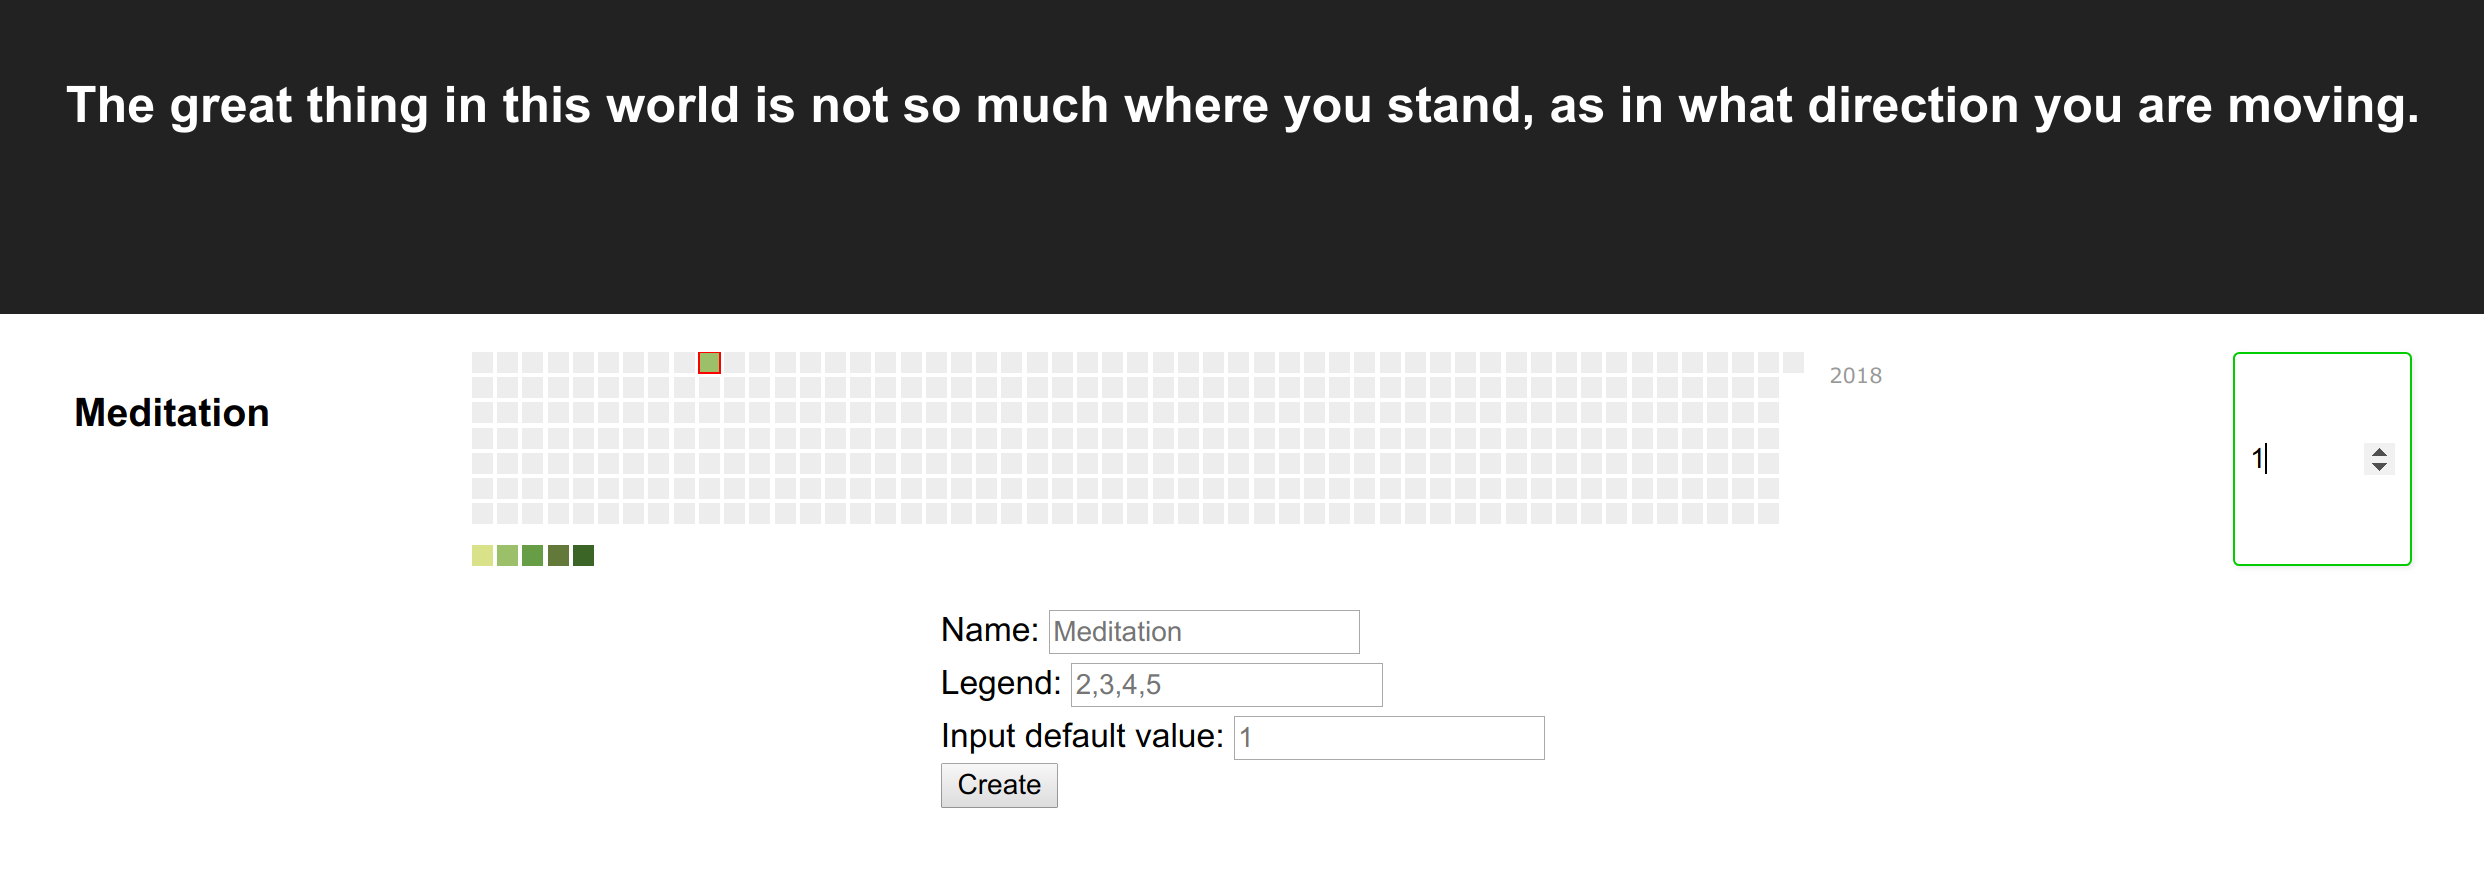 The great thing in this world is not so much where you stand, as in what direction you are moving.
Meditation
2018
1
Name: Meditation
Legend: 2,3,4,5
Input default value: 1
Create